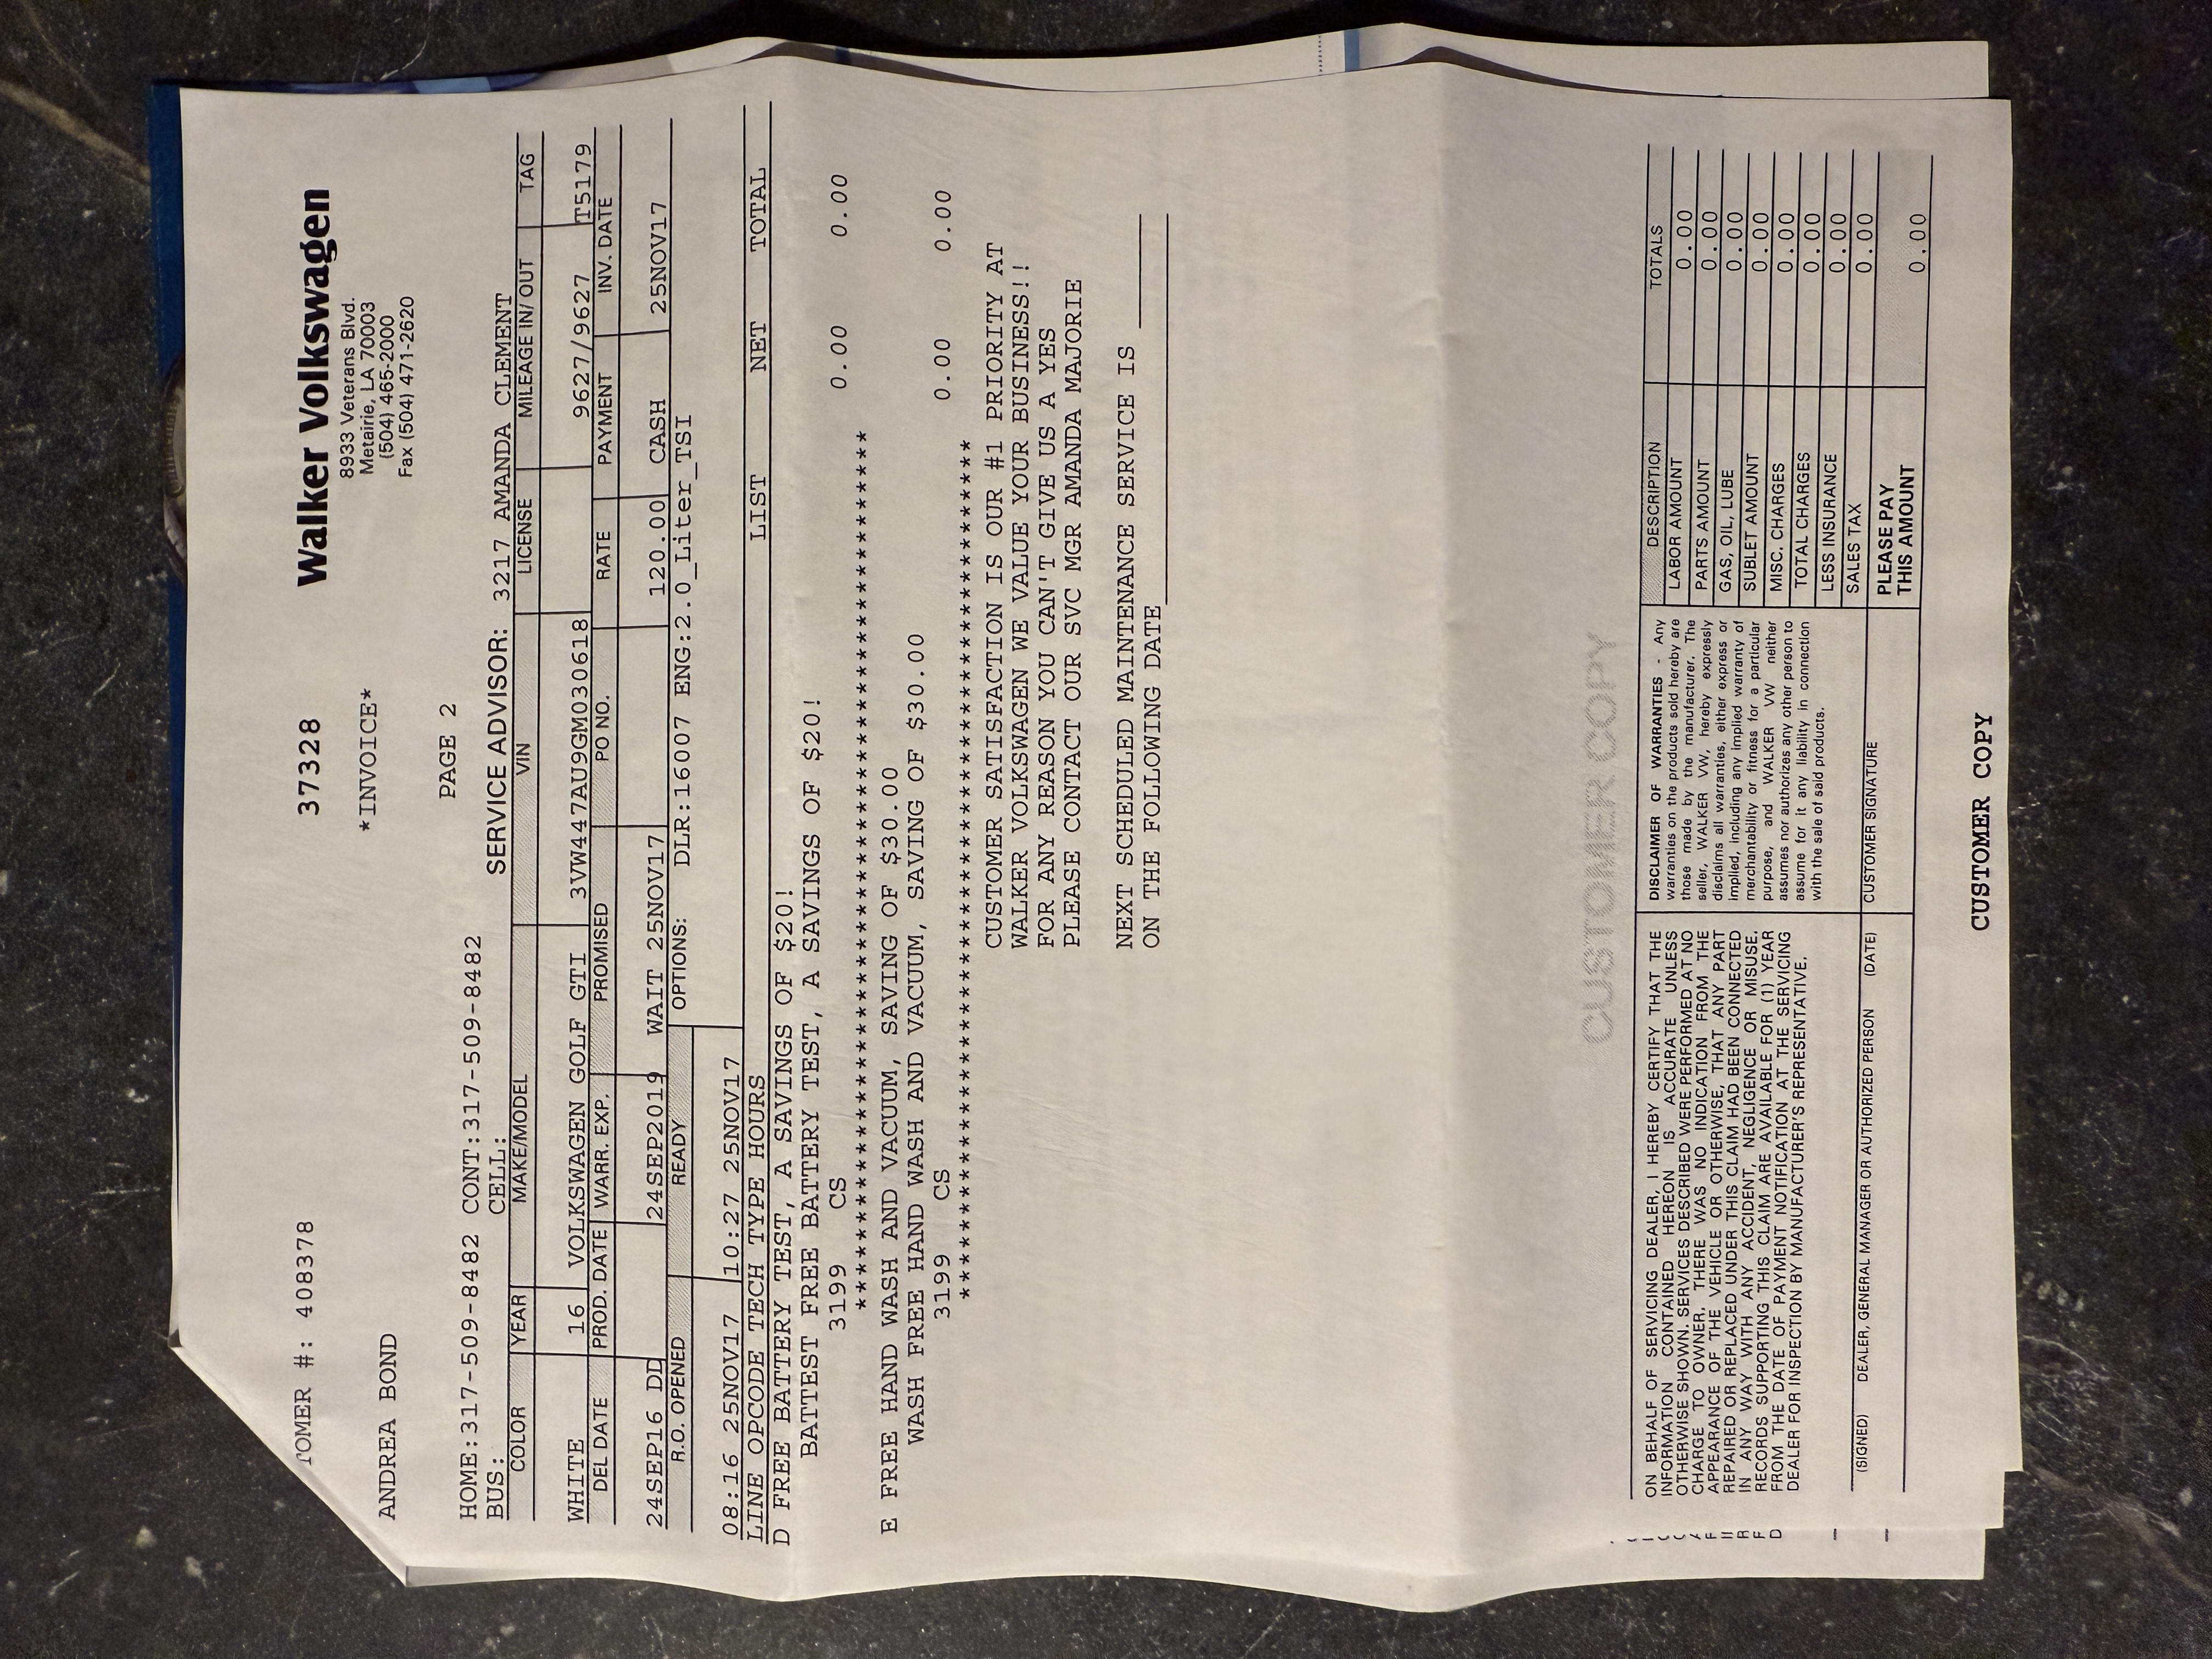 TOMER #: 408378
37328
Walker Volkswagen
*INVOICE*
8933 Veterans Blvd.
Metairie, LA 70003
(504) 465-2000
Fax (504) 471-2620
ANDREA BOND
PAGE 2
HOME:317-509-8482 CONT:317-509-8482
BUS: CELL: SERVICE ADVISOR: 3217 AMANDA CLEMENT
COLOR YEAR MAKE/MODEL VIN LICENSE MILEAGE IN/ OUT TAG
WHITE 16 VOLKSWAGEN GOLF GTI 3VW447AU9GM030618 9627/9627 T5179
DEL DATE PROD. DATE WARR. EXP. PROMISED PO NO. RATE PAYMENT INV. DATE
24SEP16 DD 24SEP2019 WAIT 25NOV17 120.00 CASH 25NOV17
R.O. OPENED READY OPTIONS: DLR:16007 ENG:2.0_Liter_TSI
08:16 25NOV17 10:27 25NOV17
LINE OPCODE TECH TYPE HOURS LIST NET TOTAL
D FREE BATTERY TEST, A SAVINGS OF $20!
BATTEST FREE BATTERY TEST, A SAVINGS OF $20!
3199 CS 0.00 0.00
****************************************************
E FREE HAND WASH AND VACUUM, SAVING OF $30.00
WASH FREE HAND WASH AND VACUUM, SAVING OF $30.00
3199 CS 0.00 0.00
****************************************************
CUSTOMER SATISFACTION IS OUR #1 PRIORITY AT
WALKER VOLKSWAGEN WE VALUE YOUR BUSINESS!!
FOR ANY REASON YOU CAN'T GIVE US A YES
PLEASE CONTACT OUR SVC MGR AMANDA MAJORIE
NEXT SCHEDULED MAINTENANCE SERVICE IS ________
ON THE FOLLOWING DATE____________________________
CUSTOMER COPY
ON BEHALF OF SERVICING DEALER, I HEREBY CERTIFY THAT THE
INFORMATION CONTAINED HEREON IS ACCURATE UNLESS
OTHERWISE SHOWN. SERVICES DESCRIBED WERE PERFORMED AT NO
CHARGE TO OWNER. THERE WAS NO INDICATION FROM THE
APPEARANCE OF THE VEHICLE OR OTHERWISE, THAT ANY PART
REPAIRED OR REPLACED UNDER THIS CLAIM HAD BEEN CONNECTED
IN ANY WAY WITH ANY ACCIDENT, NEGLIGENCE OR MISUSE.
RECORDS SUPPORTING THIS CLAIM ARE AVAILABLE FOR (1) YEAR
FROM THE DATE OF PAYMENT NOTIFICATION AT THE SERVICING
DEALER FOR INSPECTION BY MANUFACTURER'S REPRESENTATIVE.
(SIGNED) DEALER, GENERAL MANAGER OR AUTHORIZED PERSON (DATE)
DISCLAIMER OF WARRANTIES - Any
warranties on the products sold hereby are
those made by the manufacturer. The
seller, WALKER VW, hereby expressly
disclaims all warranties, either express or
implied, including any implied warranty of
merchantability or fitness for a particular
purpose, and WALKER VW neither
assumes nor authorizes any other person to
assume for it any liability in connection
with the sale of said products.
CUSTOMER SIGNATURE
DESCRIPTION TOTALS
LABOR AMOUNT 0.00
PARTS AMOUNT 0.00
GAS, OIL, LUBE 0.00
SUBLET AMOUNT 0.00
MISC. CHARGES 0.00
TOTAL CHARGES 0.00
LESS INSURANCE 0.00
SALES TAX 0.00
PLEASE PAY
THIS AMOUNT 0.00
CUSTOMER COPY